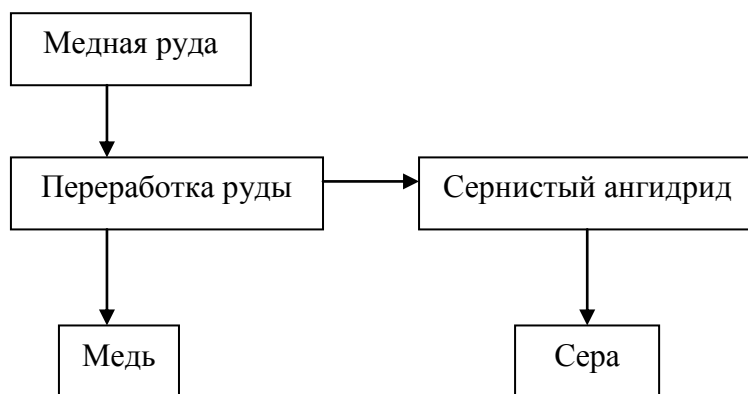 Медная руда
Переработка руды
Сернистый ангидрид
Медь
Сера